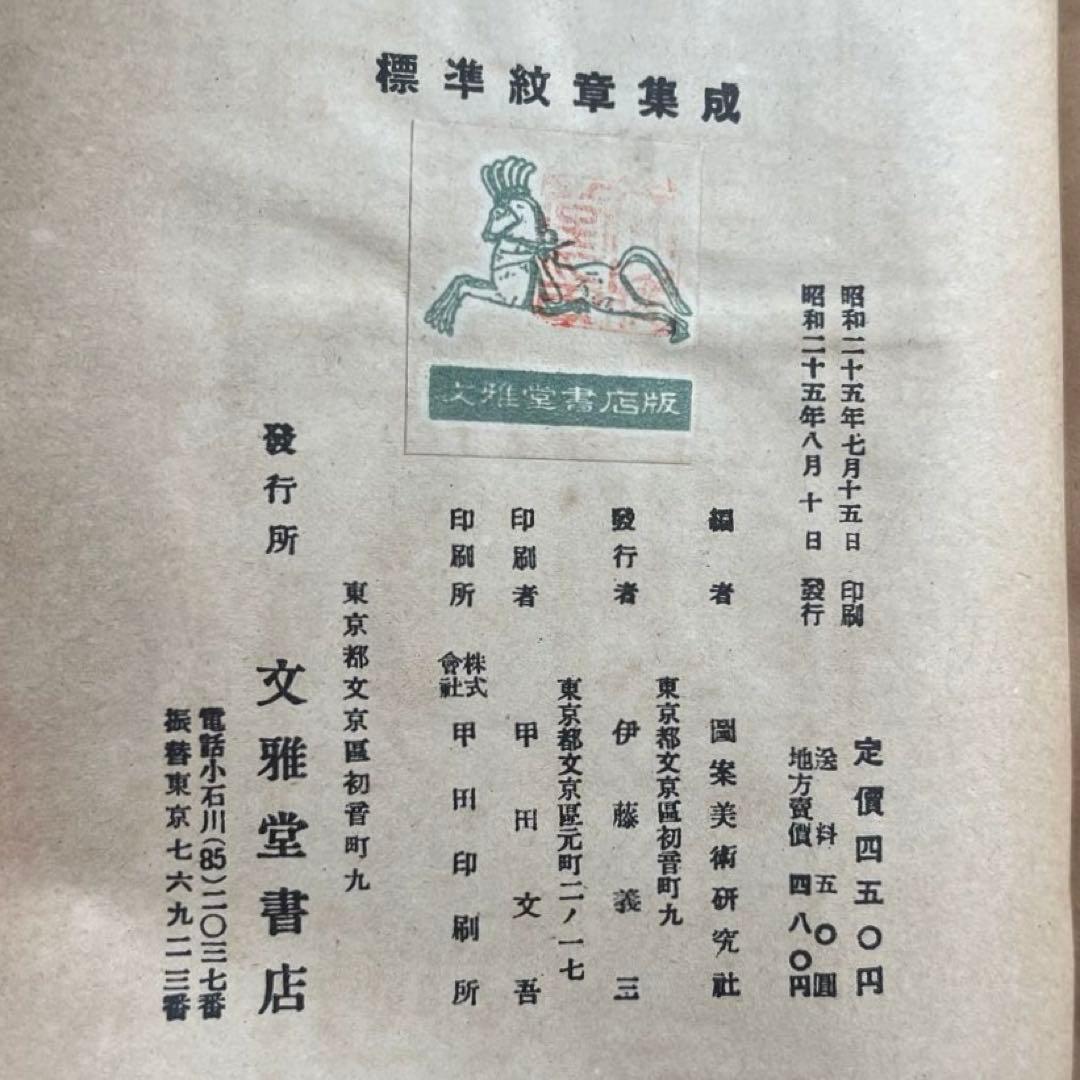 標準紋章集成
文雅堂書店版
昭和二十五年七月十五日 印刷
昭和二十五年八月十日 發行
定價四五〇円
送料五〇圓
地方賣價四八〇円
編者 圖案美術研究社
東京都文京區初音町九
發行者 伊藤義三
東京都文京區元町二ノ一七
印刷者 甲田文吾
印刷所 株式會社 甲田印刷所
東京都文京區初音町九
發行所 文雅堂書店
電話小石川(85)二〇三七番
振替東京七六九二三番